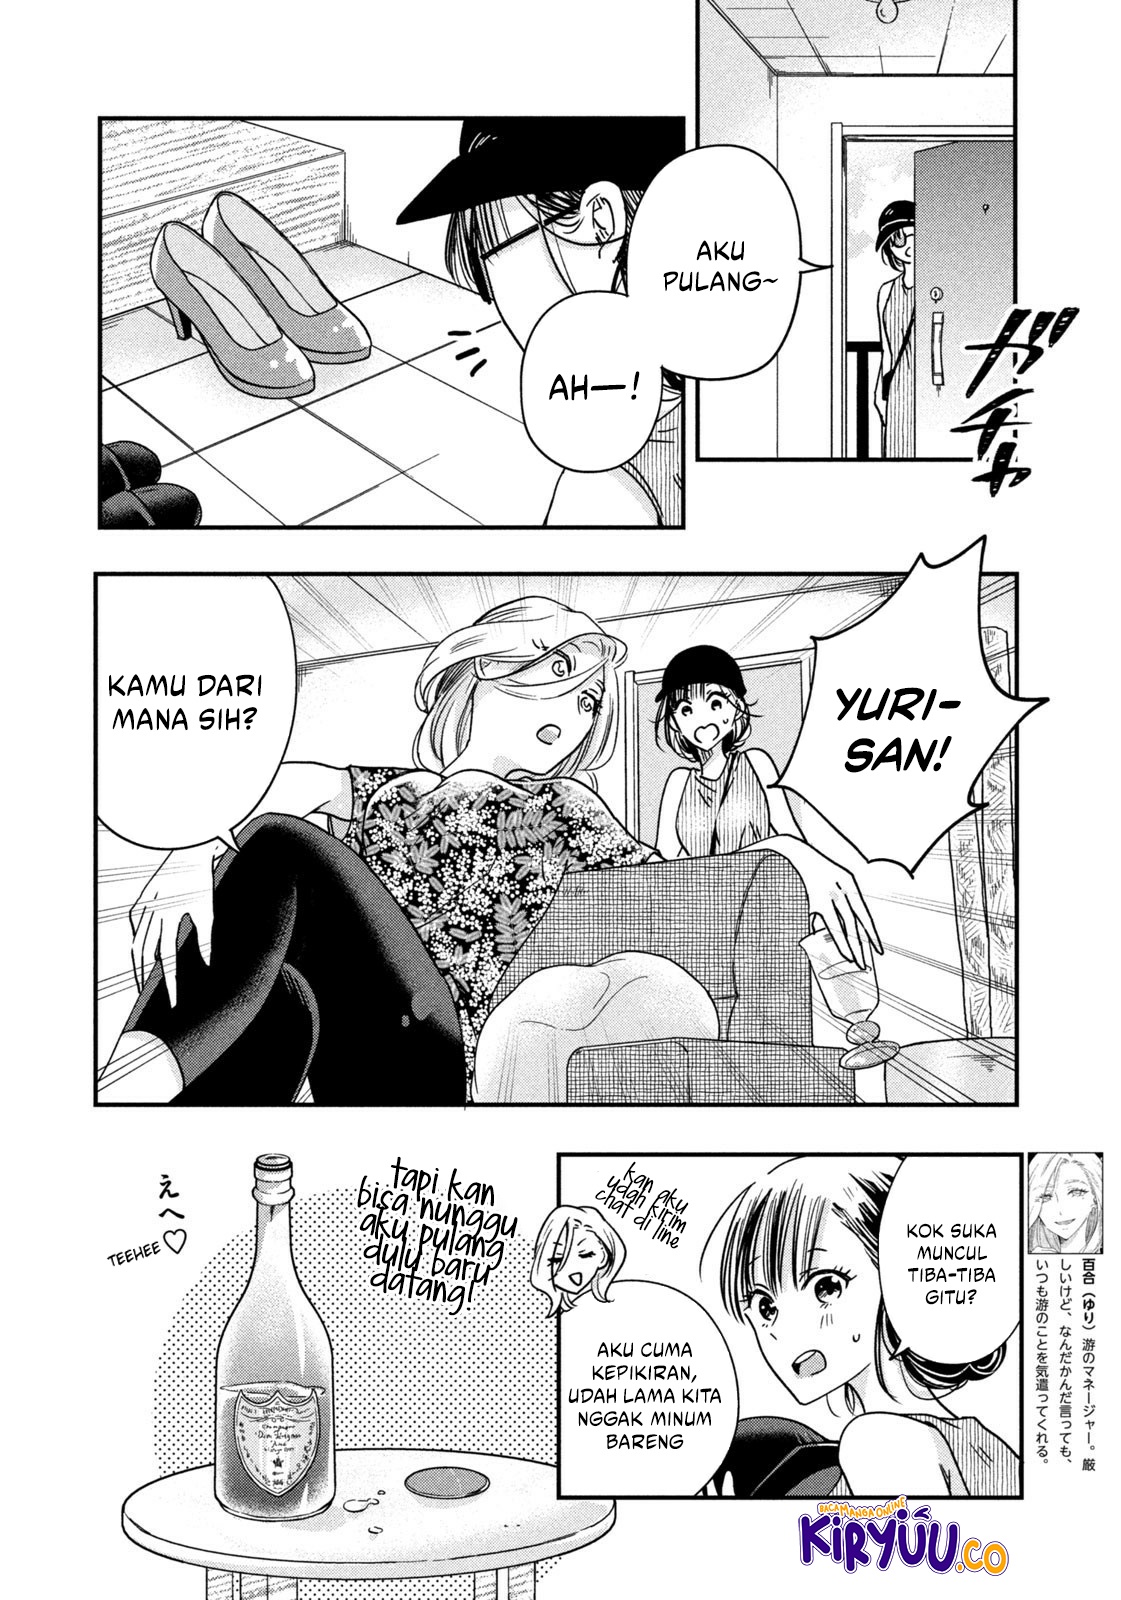 AKU
PULANG~
ガチャ
AH—!
YURI-
SAN!
KAMU DARI
MANA SIH?
KOK SUKA
MUNCUL
TIBA-TIBA
GITU?
kan aku
udah kirim
chat di line
AKU CUMA
KEPIKIRAN,
UDAH LAMA KITA
NGGAK MINUM
BARENG
tapi kan
bisa nunggu
aku pulang
dulu baru
datang!
えへ♡
TEEHEE
百合（ゆり）游のマネージャー。厳
しいけど、なんだかんだ言っても、
いつも游のことを気遣ってくれる。
BACA MANGA ONLINE
KIRYUU.CO